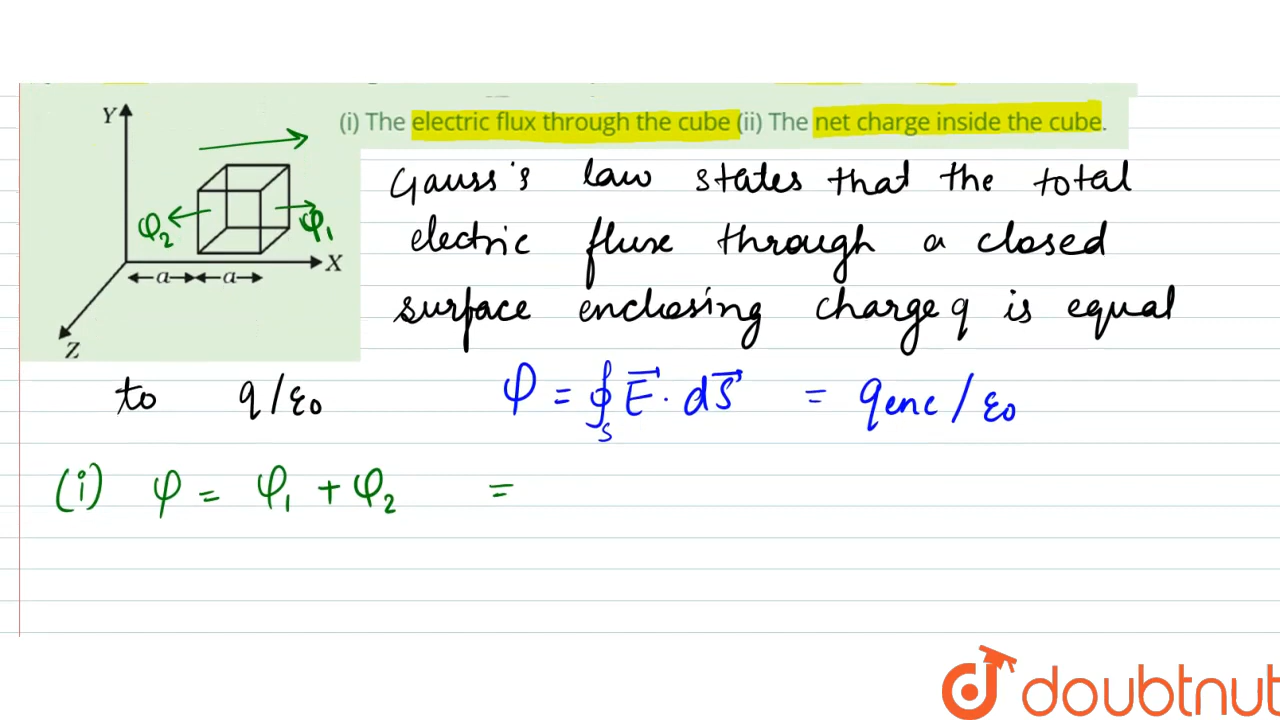 (i) The electric flux through the cube (ii) The net charge inside the cube.
Y
φ2
φ1
X
a
a
Z
Gauss's law states that the total
electric flux through a closed
surface enclosing charge q is equal
to q/ε0
φ = ∮S E⃗ . dS⃗ = qenc / ε0
(i) φ = φ1 + φ2 =
doubtnut